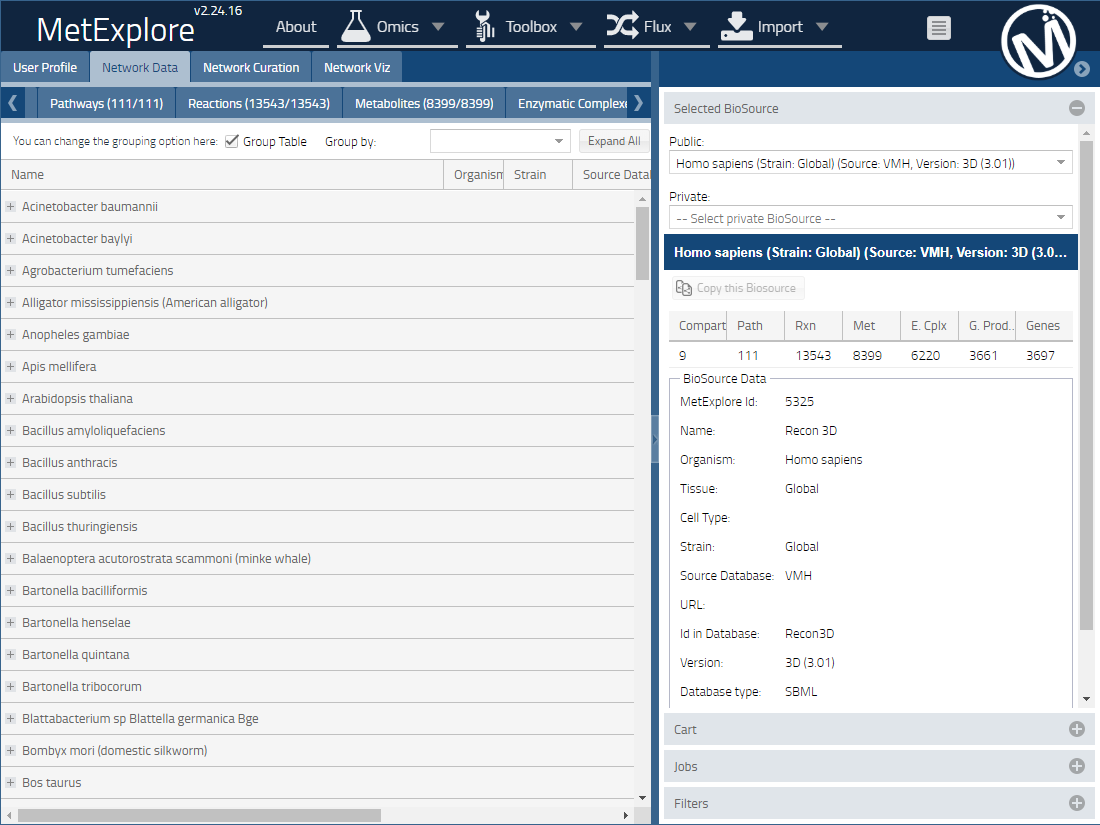 MetExplore v2.24.16
About Omics Toolbox Flux Import
User Profile Network Data Network Curation Network Viz
Pathways (111/111) Reactions (13543/13543) Metabolites (8399/8399) Enzymatic Complexe
You can change the grouping option here: Group Table Group by: Expand All
Name Organism Strain Source Datal
Acinetobacter baumannii
Acinetobacter baylyi
Agrobacterium tumefaciens
Alligator mississippiensis (American alligator)
Anopheles gambiae
Apis mellifera
Arabidopsis thaliana
Bacillus amyloliquefaciens
Bacillus anthracis
Bacillus subtilis
Bacillus thuringiensis
Balaenoptera acutorostrata scammoni (minke whale)
Bartonella bacilliformis
Bartonella henselae
Bartonella quintana
Bartonella tribocorum
Blattabacterium sp Blattella germanica Bge
Bombyx mori (domestic silkworm)
Bos taurus
Selected BioSource
Public:
Homo sapiens (Strain: Global) (Source: VMH, Version: 3D (3.01))
Private:
-- Select private BioSource --
Homo sapiens (Strain: Global) (Source: VMH, Version: 3D (3.0...
Copy this Biosource
Compart Path Rxn Met E. Cplx G. Prod.. Genes
9 111 13543 8399 6220 3661 3697
BioSource Data
MetExplore Id: 5325
Name: Recon 3D
Organism: Homo sapiens
Tissue: Global
Cell Type:
Strain: Global
Source Database: VMH
URL:
Id in Database: Recon3D
Version: 3D (3.01)
Database type: SBML
Cart
Jobs
Filters